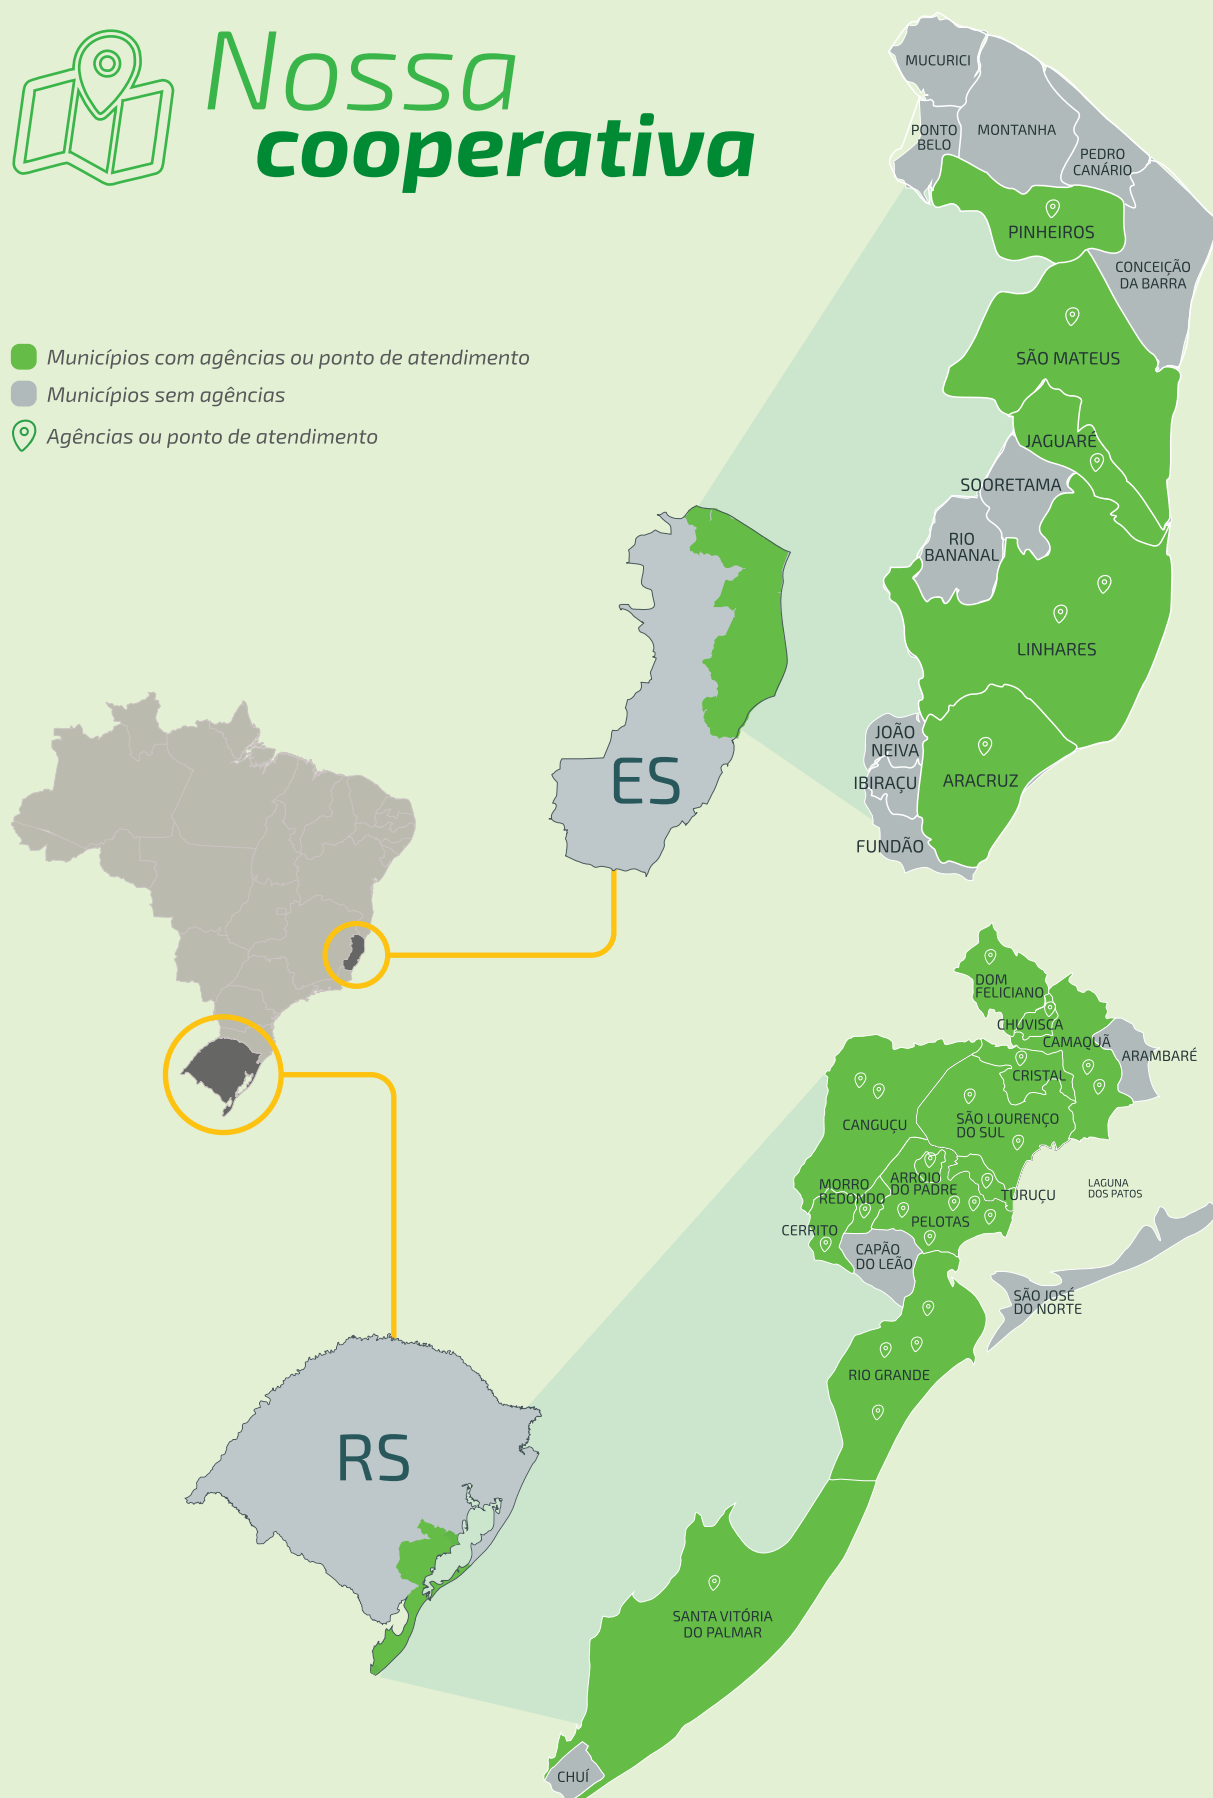 Nossa
cooperativa
Municípios com agências ou ponto de atendimento
Municípios sem agências
Agências ou ponto de atendimento
MUCURICI
PONTO
BELO
MONTANHA
PEDRO
CANÁRIO
PINHEIROS
CONCEIÇÃO
DA BARRA
SÃO MATEUS
JAGUARÉ
SOORETAMA
RIO
BANANAL
LINHARES
JOÃO
NEIVA
IBIRAÇU
ARACRUZ
FUNDÃO
ES
DOM
FELICIANO
CHUVISCA
CAMAQUÃ
ARAMBARÉ
CRISTAL
CANGUÇU
SÃO LOURENÇO
DO SUL
ARROIO
DO PADRE
MORRO
REDONDO
TURUÇU
LAGUNA
DOS PATOS
PELOTAS
CERRITO
CAPÃO
DO LEÃO
SÃO JOSÉ
DO NORTE
RIO GRANDE
RS
SANTA VITÓRIA
DO PALMAR
CHUÍ